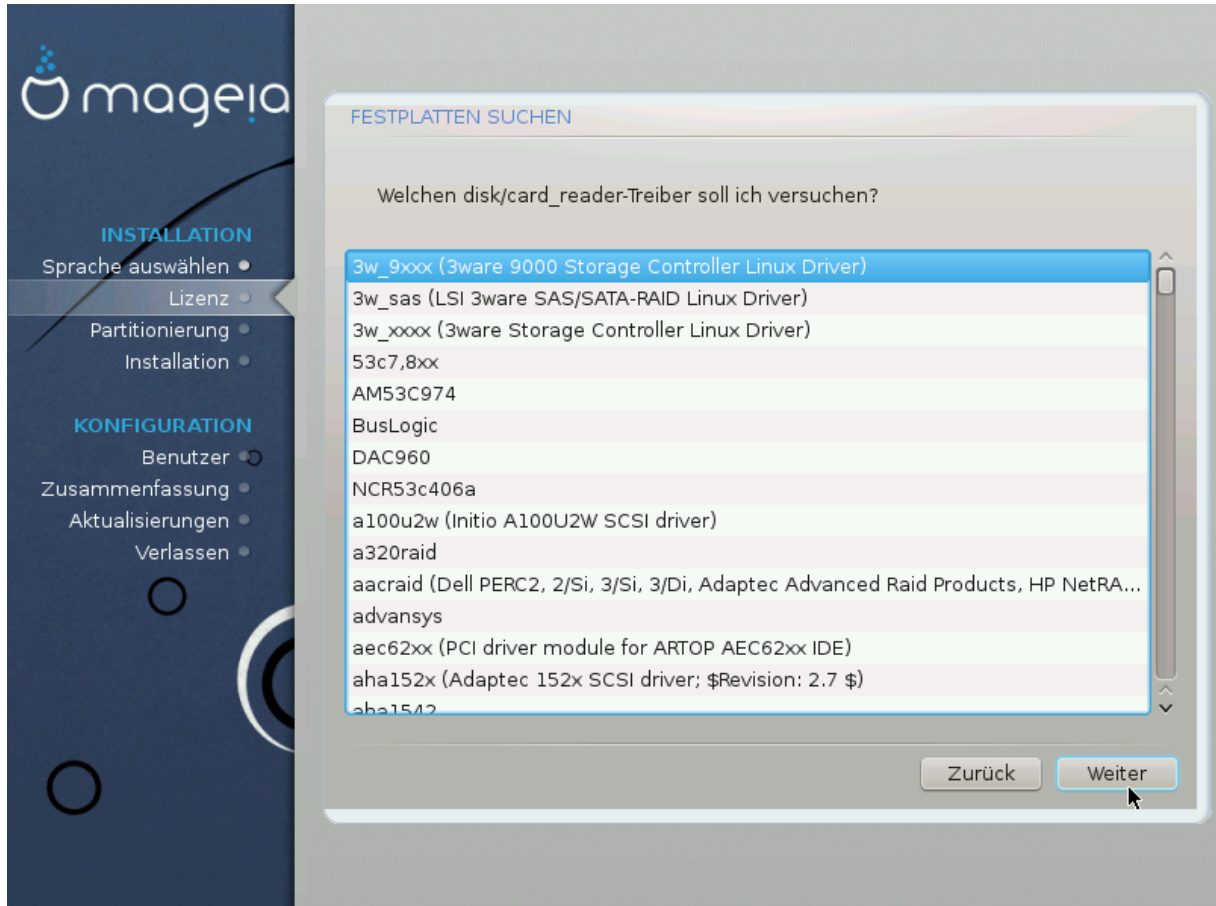 mageia
INSTALLATION
Sprache auswählen
Lizenz
Partitionierung
Installation
KONFIGURATION
Benutzer
Zusammenfassung
Aktualisierungen
Verlassen
FESTPLATTEN SUCHEN
Welchen disk/card_reader-Treiber soll ich versuchen?
3w_9xxx (3ware 9000 Storage Controller Linux Driver)
3w_sas (LSI 3ware SAS/SATA-RAID Linux Driver)
3w_xxxx (3ware Storage Controller Linux Driver)
53c7,8xx
AM53C974
BusLogic
DAC960
NCR53c406a
a100u2w (Initio A100U2W SCSI driver)
a320raid
aacraid (Dell PERC2, 2/Si, 3/Si, 3/Di, Adaptec Advanced Raid Products, HP NetRA...
advansys
aec62xx (PCI driver module for ARTOP AEC62xx IDE)
aha152x (Adaptec 152x SCSI driver; $Revision: 2.7 $)
aha1542
Zurück
Weiter